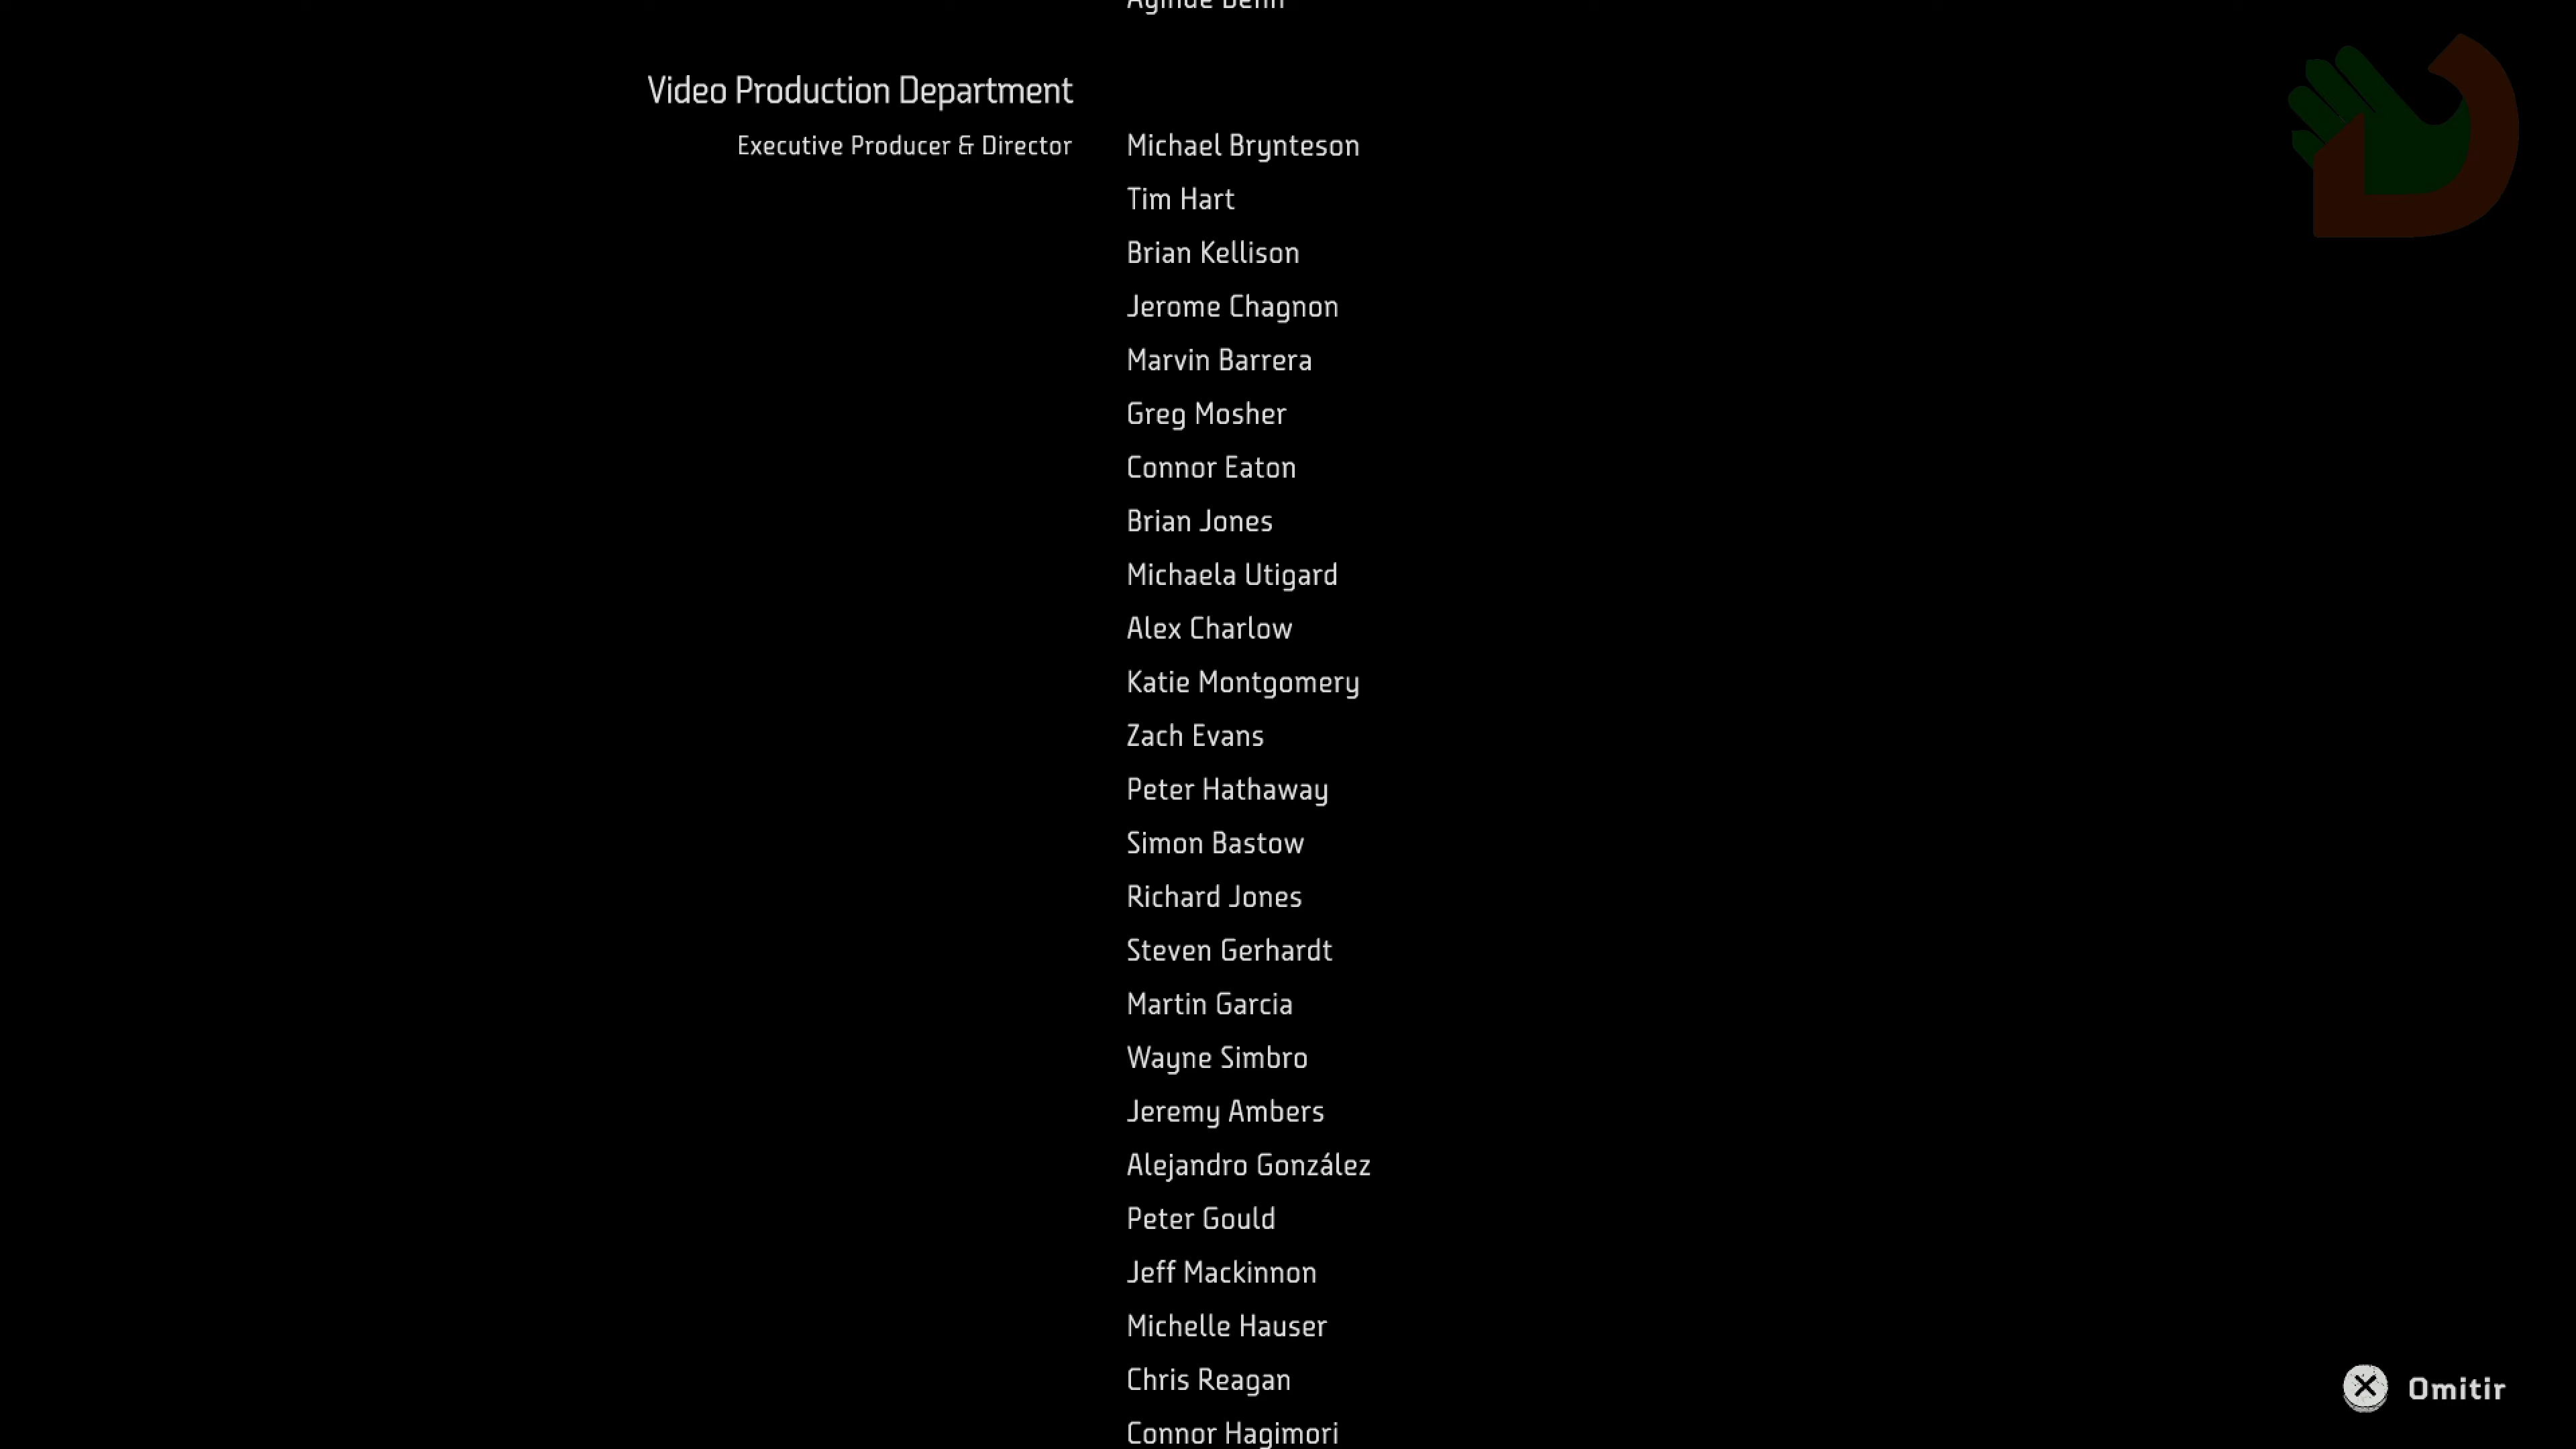 Video Production Department
Executive Producer & Director Michael Brynteson
Tim Hart
Brian Kellison
Jerome Chagnon
Marvin Barrera
Greg Mosher
Connor Eaton
Brian Jones
Michaela Utigard
Alex Charlow
Katie Montgomery
Zach Evans
Peter Hathaway
Simon Bastow
Richard Jones
Steven Gerhardt
Martin Garcia
Wayne Simbro
Jeremy Ambers
Alejandro González
Peter Gould
Jeff Mackinnon
Michelle Hauser
Chris Reagan
Connor Hagimori
Omitir